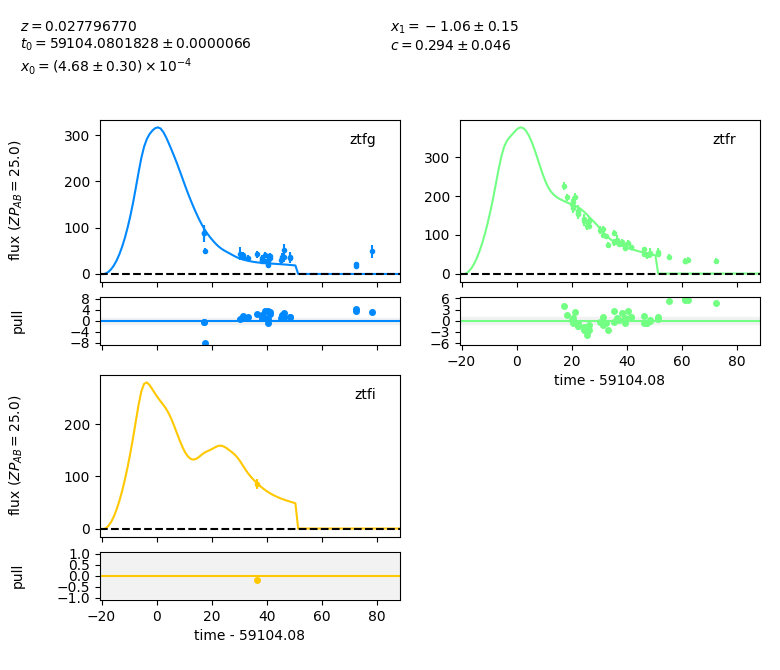 z = 0.027796770
t0 = 59104.0801828 ± 0.0000066
x0 = (4.68 ± 0.30) × 10^−4
x1 = −1.06 ± 0.15
c = 0.294 ± 0.046
flux (ZP_AB = 25.0)
300
200
100
0
ztfg
300
200
100
0
ztfr
pull
8
4
0
−4
−8
6
3
0
−3
−6
−20 0 20 40 60 80
time - 59104.08
flux (ZP_AB = 25.0)
200
100
0
ztfi
pull
1.0
0.5
0.0
−0.5
−1.0
−20 0 20 40 60 80
time - 59104.08